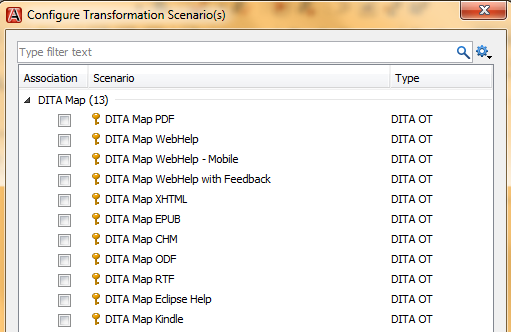 Configure Transformation Scenario(s)
Type filter text
Association Scenario Type
DITA Map (13)
DITA Map PDF DITA OT
DITA Map WebHelp DITA OT
DITA Map WebHelp - Mobile DITA OT
DITA Map WebHelp with Feedback DITA OT
DITA Map XHTML DITA OT
DITA Map EPUB DITA OT
DITA Map CHM DITA OT
DITA Map ODF DITA OT
DITA Map RTF DITA OT
DITA Map Eclipse Help DITA OT
DITA Map Kindle DITA OT